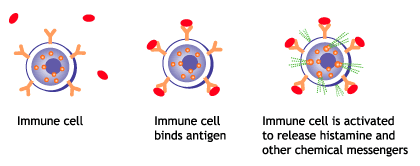 Immune cell
Immune cell
binds antigen
Immune cell is activated
to release histamine and
other chemical messengers